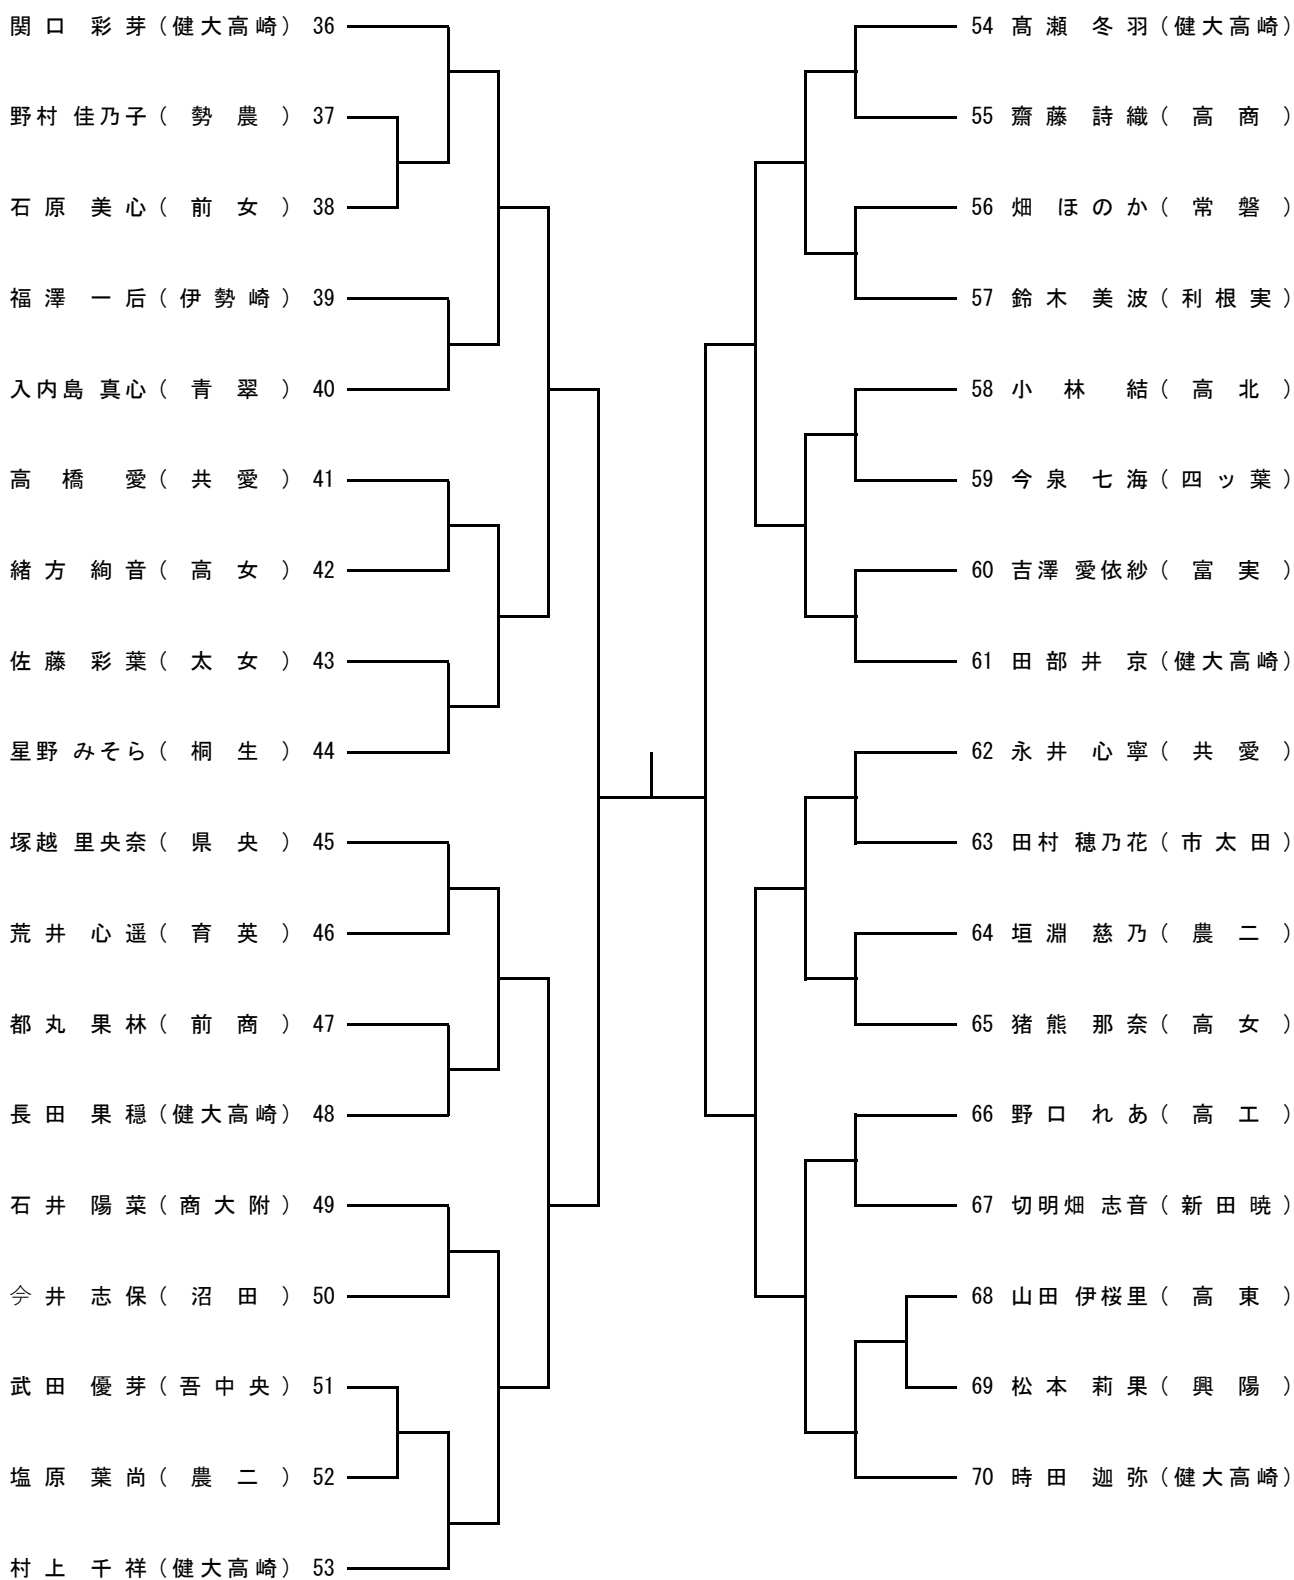 関口 彩芽(健大高崎) 36
野村 佳乃子(勢農) 37
石原 美心(前女) 38
福澤 一后(伊勢崎) 39
入内島 真心(青翠) 40
高橋 愛(共愛) 41
緒方 絢音(高女) 42
佐藤 彩葉(太女) 43
星野 みそら(桐生) 44
塚越 里央奈(県央) 45
荒井 心遥(育英) 46
都丸 果林(前商) 47
長田 果穏(健大高崎) 48
石井 陽菜(商大附) 49
今井 志保(沼田) 50
武田 優芽(吾中央) 51
塩原 葉尚(農二) 52
村上 千祥(健大高崎) 53
54 髙瀬 冬羽(健大高崎)
55 齋藤 詩織(高商)
56 畑 ほのか(常磐)
57 鈴木 美波(利根実)
58 小林 結(高北)
59 今泉 七海(四ッ葉)
60 吉澤 愛依紗(富実)
61 田部井 京(健大高崎)
62 永井 心寧(共愛)
63 田村 穂乃花(市太田)
64 垣淵 慈乃(農二)
65 猪熊 那奈(高女)
66 野口 れあ(高工)
67 切明畑 志音(新田暁)
68 山田 伊桜里(高東)
69 松本 莉果(興陽)
70 時田 迦弥(健大高崎)